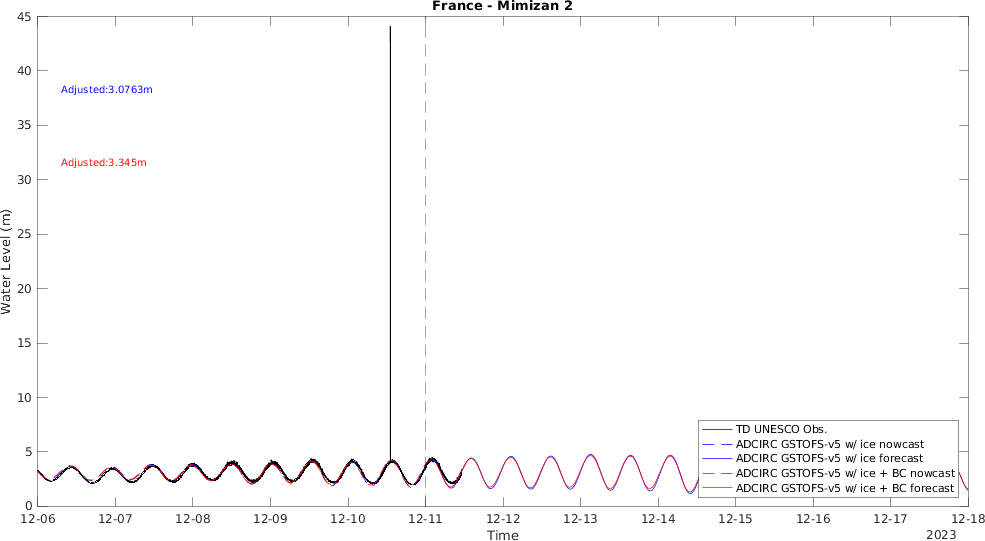 France - Mimizan 2
45
40
35
30
25
20
15
10
5
0
Water Level (m)
Adjusted:3.0763m
Adjusted:3.345m
TD UNESCO Obs.
ADCIRC GSTOFS-v5 w/ ice nowcast
ADCIRC GSTOFS-v5 w/ ice forecast
ADCIRC GSTOFS-v5 w/ ice + BC nowcast
ADCIRC GSTOFS-v5 w/ ice + BC forecast
12-06 12-07 12-08 12-09 12-10 12-11 12-12 12-13 12-14 12-15 12-16 12-17 12-18
Time
2023